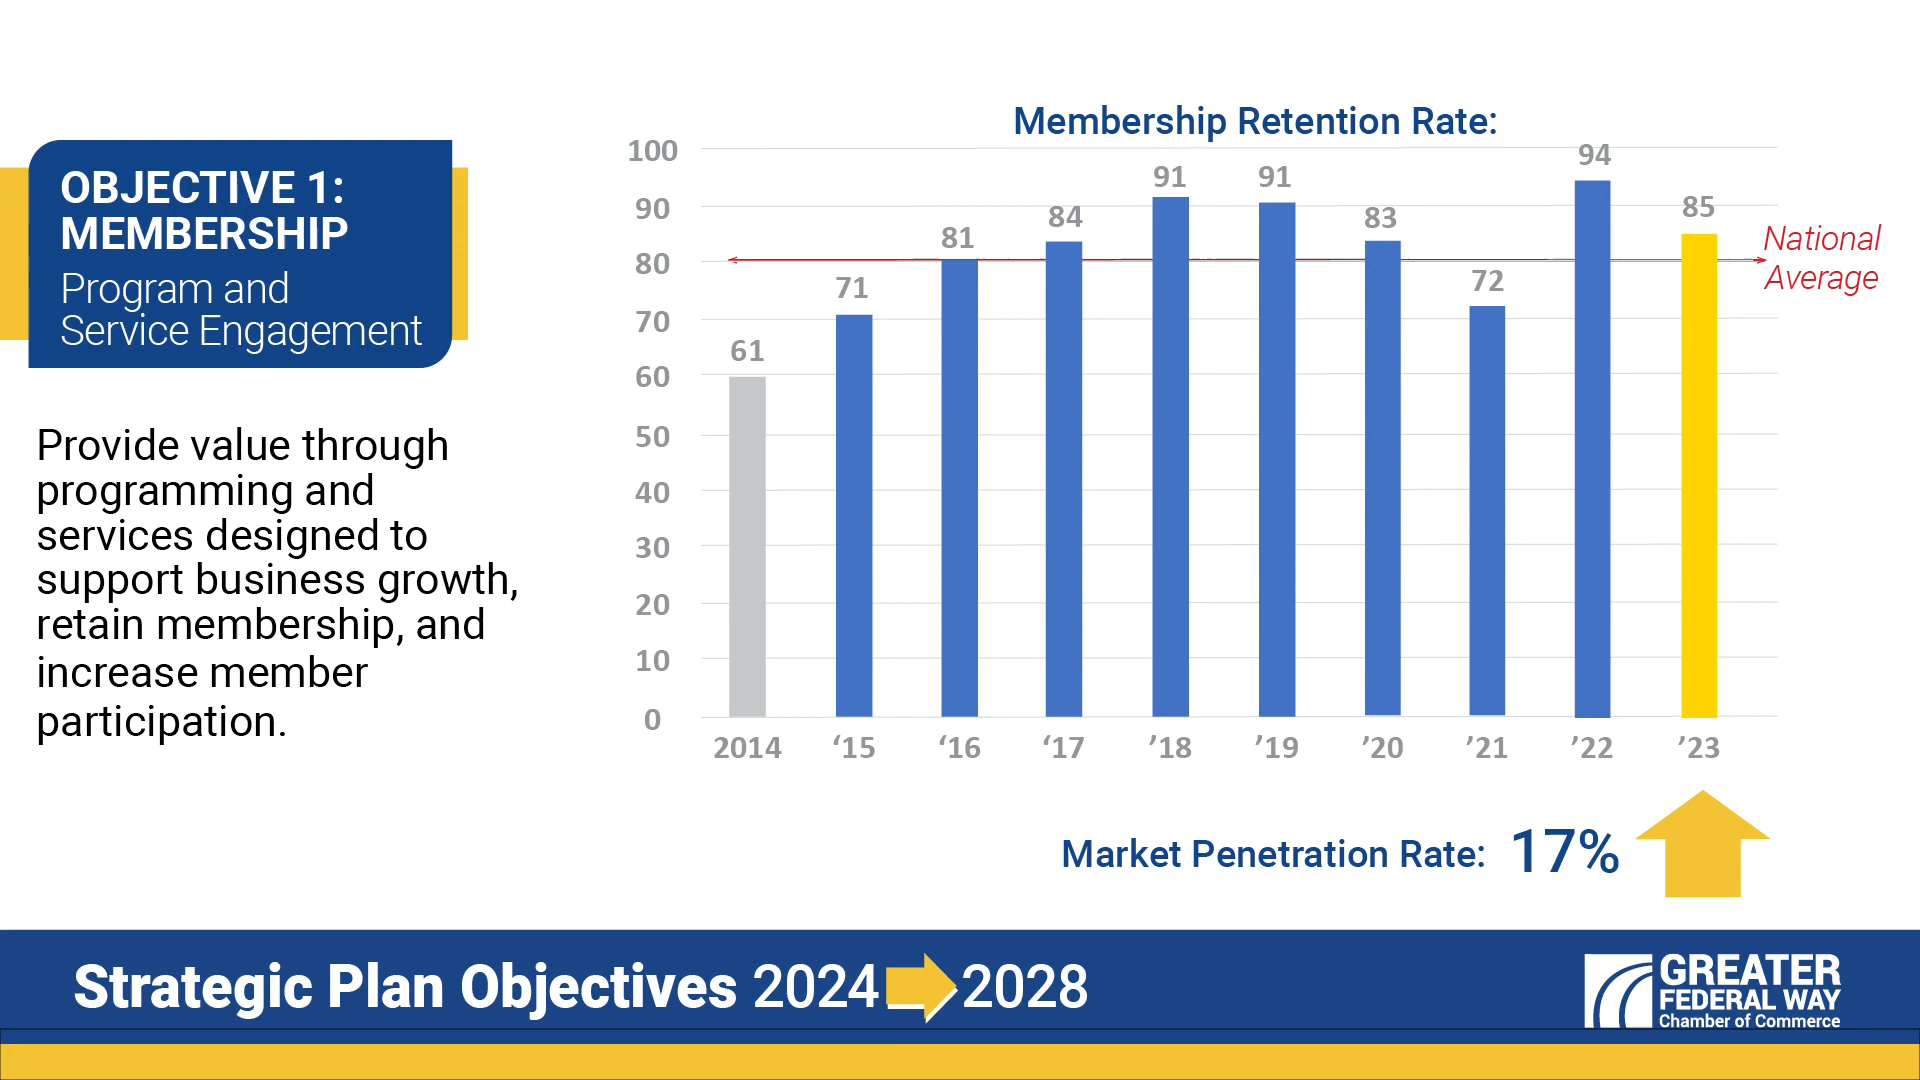 OBJECTIVE 1:
MEMBERSHIP
Program and
Service Engagement
Provide value through
programming and
services designed to
support business growth,
retain membership, and
increase member
participation.
Membership Retention Rate:
100
90
80
70
60
50
40
30
20
10
0
61
71
81
84
91
91
83
72
94
85
National
Average
2014 ‘15 ‘16 ‘17 ’18 ’19 ’20 ’21 ’22 ’23
Market Penetration Rate: 17%
Strategic Plan Objectives 2024 2028
GREATER
FEDERAL WAY
Chamber of Commerce